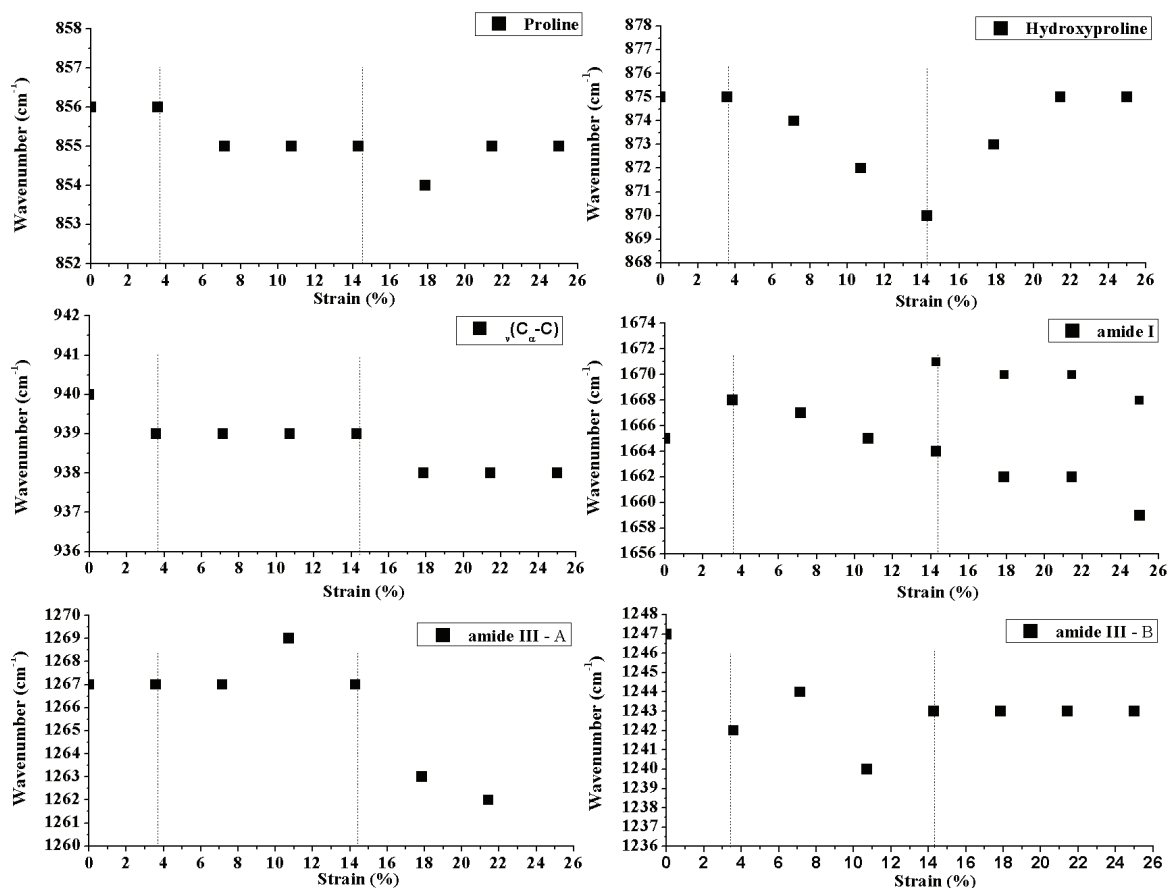 Proline
Wavenumber (cm⁻¹)
858
857
856
855
854
853
852
0 2 4 6 8 10 12 14 16 18 20 22 24 26
Strain (%)
Hydroxyproline
Wavenumber (cm⁻¹)
878
877
876
875
874
873
872
871
870
869
868
0 2 4 6 8 10 12 14 16 18 20 22 24 26
Strain (%)
ν(Cα-C)
Wavenumber (cm⁻¹)
942
941
940
939
938
937
936
0 2 4 6 8 10 12 14 16 18 20 22 24 26
Strain (%)
amide I
Wavenumber (cm⁻¹)
1674
1672
1670
1668
1666
1664
1662
1660
1658
1656
0 2 4 6 8 10 12 14 16 18 20 22 24 26
Strain (%)
amide III - A
Wavenumber (cm⁻¹)
1270
1269
1268
1267
1266
1265
1264
1263
1262
1261
1260
0 2 4 6 8 10 12 14 16 18 20 22 24 26
Strain (%)
amide III - B
Wavenumber (cm⁻¹)
1248
1247
1246
1245
1244
1243
1242
1241
1240
1239
1238
1237
1236
0 2 4 6 8 10 12 14 16 18 20 22 24 26
Strain (%)